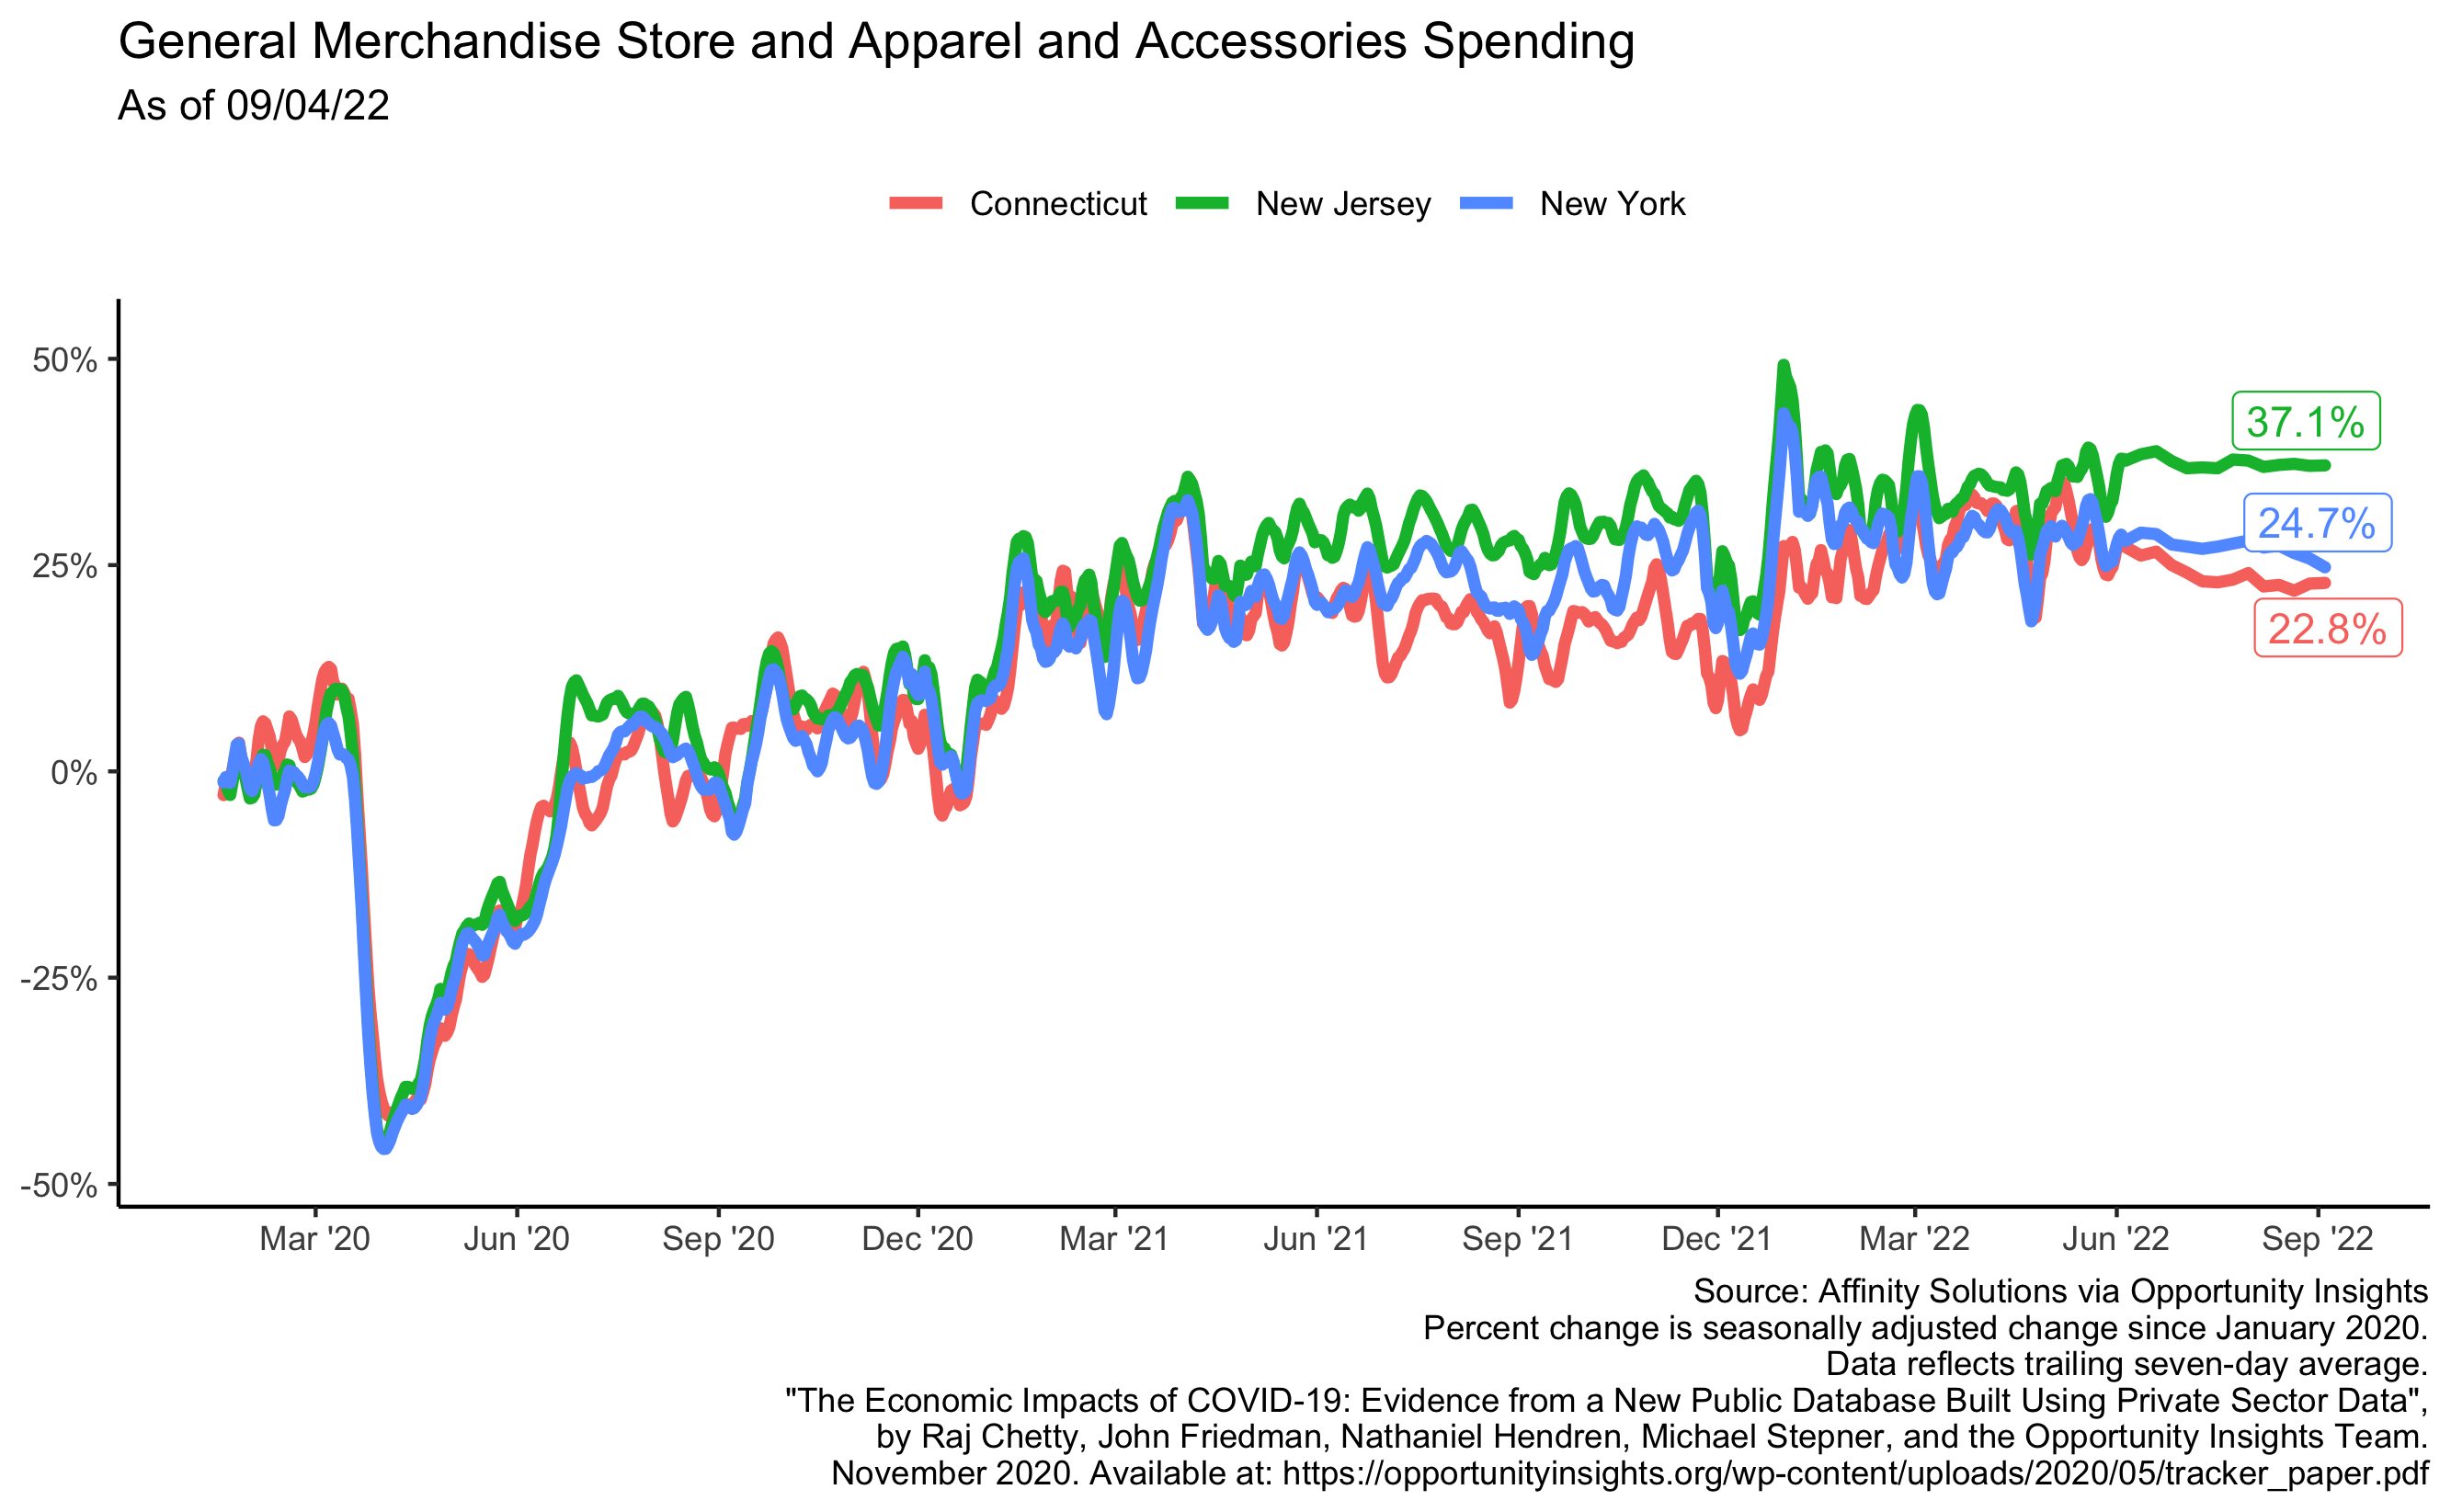 General Merchandise Store and Apparel and Accessories Spending
As of 09/04/22
Connecticut New Jersey New York
50%
25%
0%
-25%
-50%
37.1%
24.7%
22.8%
Mar '20 Jun '20 Sep '20 Dec '20 Mar '21 Jun '21 Sep '21 Dec '21 Mar '22 Jun '22 Sep '22
Source: Affinity Solutions via Opportunity Insights
Percent change is seasonally adjusted change since January 2020.
Data reflects trailing seven-day average.
"The Economic Impacts of COVID-19: Evidence from a New Public Database Built Using Private Sector Data",
by Raj Chetty, John Friedman, Nathaniel Hendren, Michael Stepner, and the Opportunity Insights Team.
November 2020. Available at: https://opportunityinsights.org/wp-content/uploads/2020/05/tracker_paper.pdf